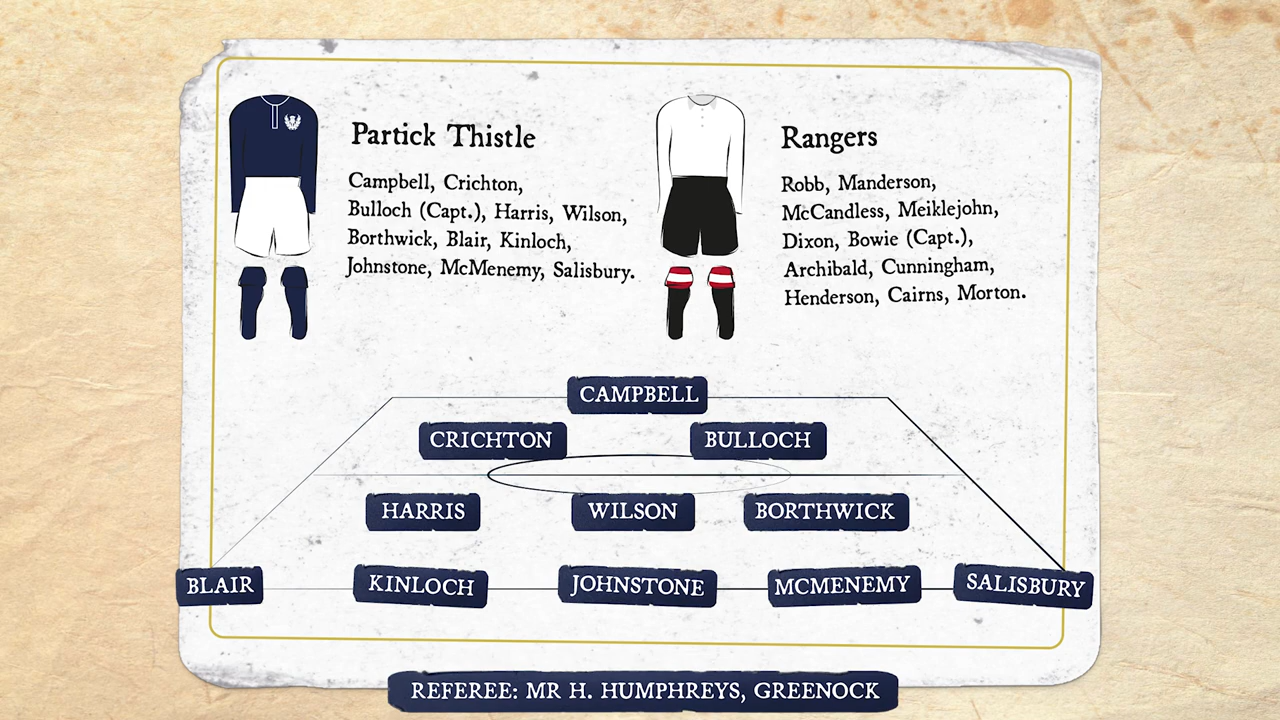 Partick Thistle
Campbell, Crichton,
Bulloch (Capt.), Harris, Wilson,
Borthwick, Blair, Kinloch,
Johnstone, McMenemy, Salisbury.
Rangers
Robb, Manderson,
McCandless, Meiklejohn,
Dixon, Bowie (Capt.),
Archibald, Cunningham,
Henderson, Cairns, Morton.
CAMPBELL
CRICHTON BULLOCH
HARRIS WILSON BORTHWICK
BLAIR KINLOCH JOHNSTONE MCMENEMY SALISBURY
REFEREE: MR H. HUMPHREYS, GREENOCK